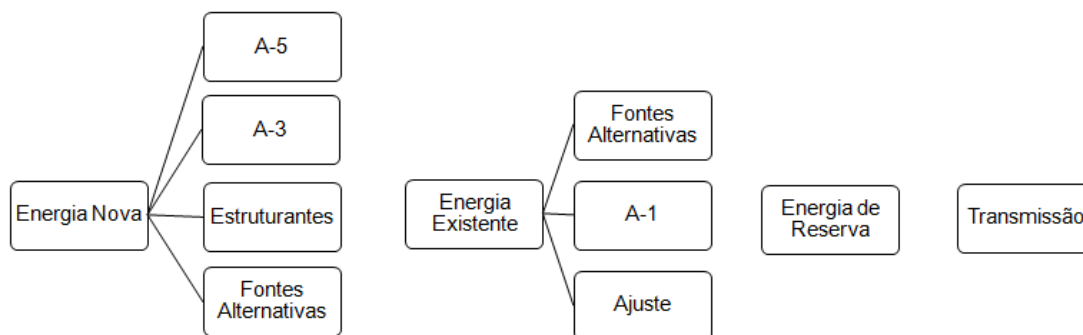 A-5
A-3
Energia Nova
Estruturantes
Fontes
Alternativas
Fontes
Alternativas
Energia
Existente
A-1
Ajuste
Energia de
Reserva
Transmissão